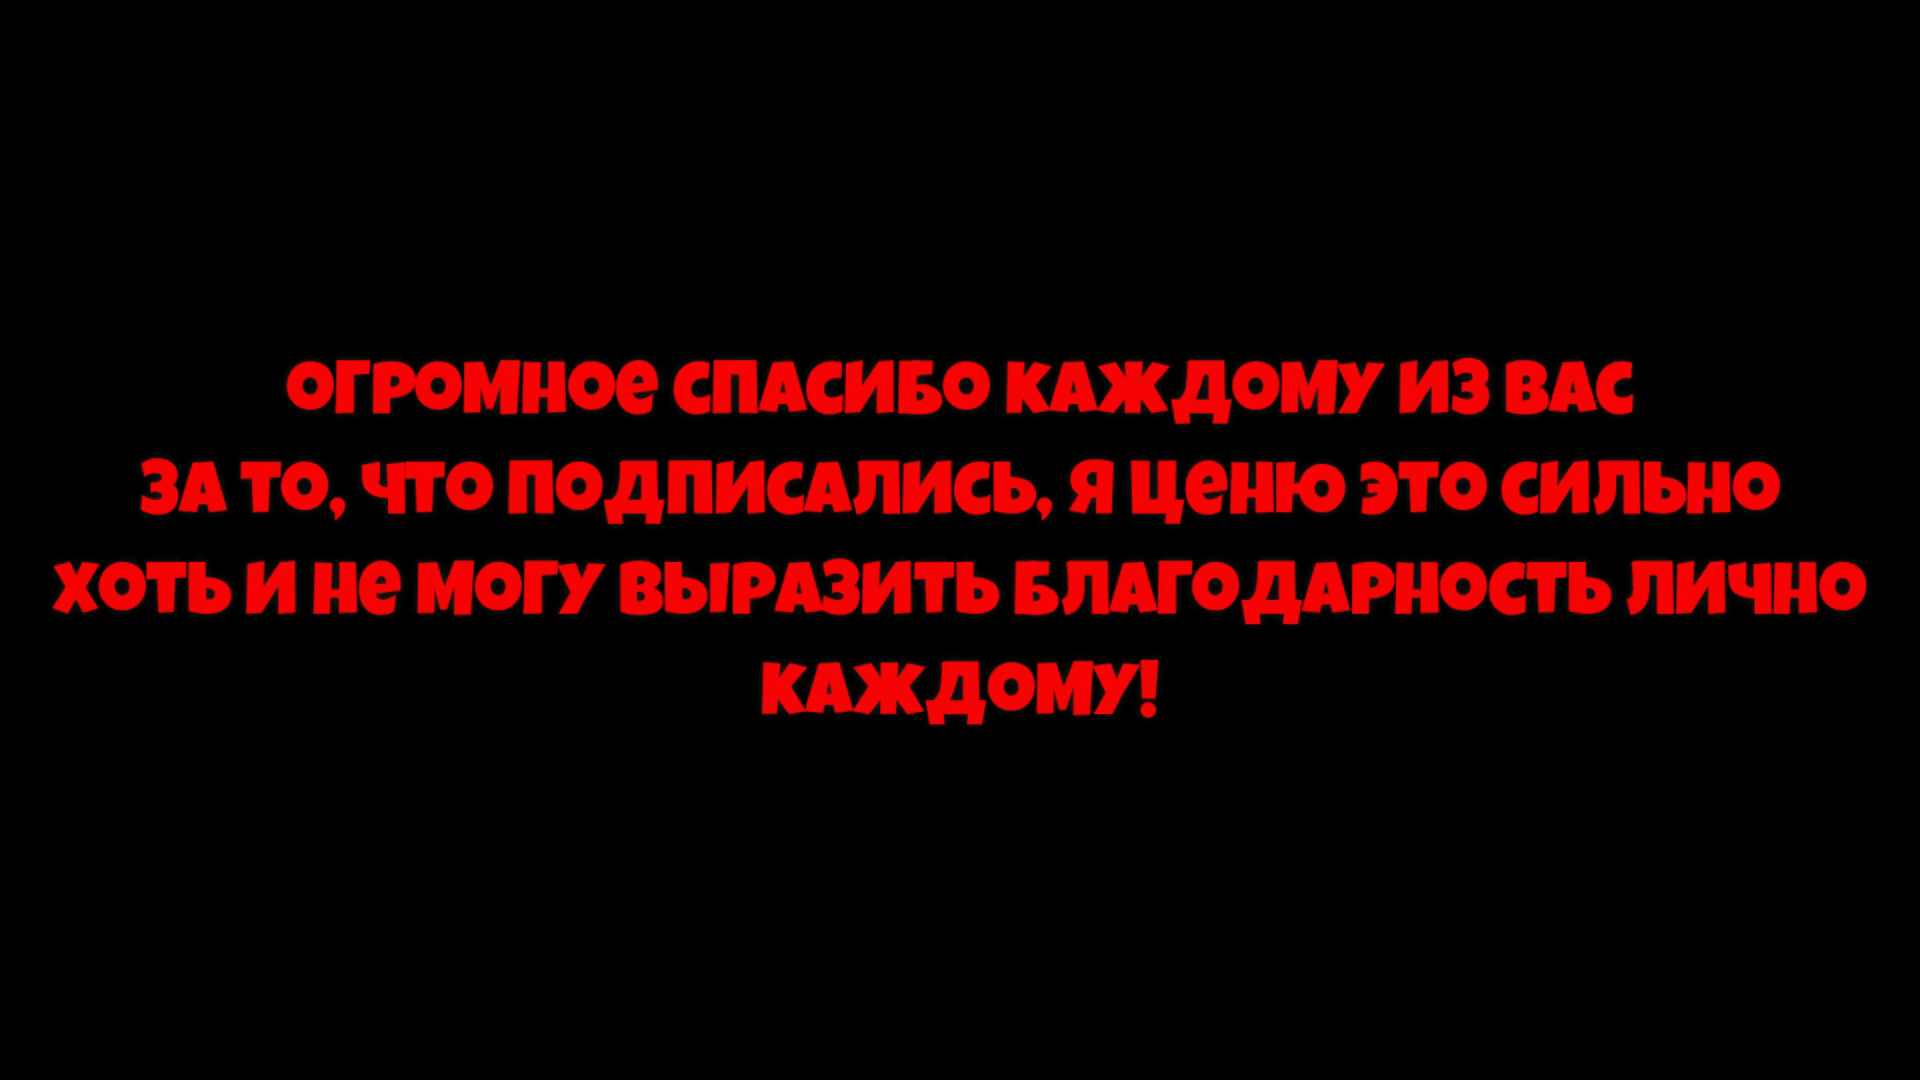 ОГРОМНОе СПАСИБО КАЖДОМУ ИЗ ВАС
ЗА ТО, ЧТО ПОДПИСАЛИСЬ, Я Ценю ЭТО СИЛЬНО
ХОТЬ И Не МОГУ ВЫРАЗИТЬ БЛАГОДАРНОСТЬ ЛИЧНО
КАЖДОМУ!